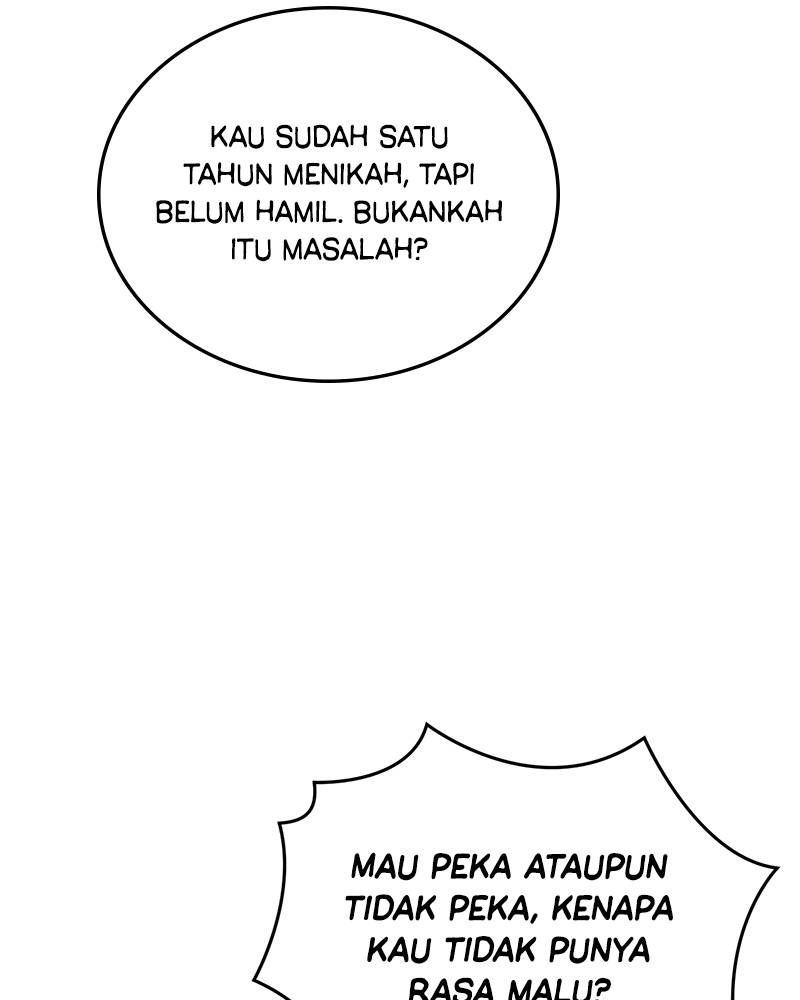 KAU SUDAH SATU
TAHUN MENIKAH, TAPI
BELUM HAMIL. BUKANKAH
ITU MASALAH?
MAU PEKA ATAUPUN
TIDAK PEKA, KENAPA
KAU TIDAK PUNYA
RASA MALU?